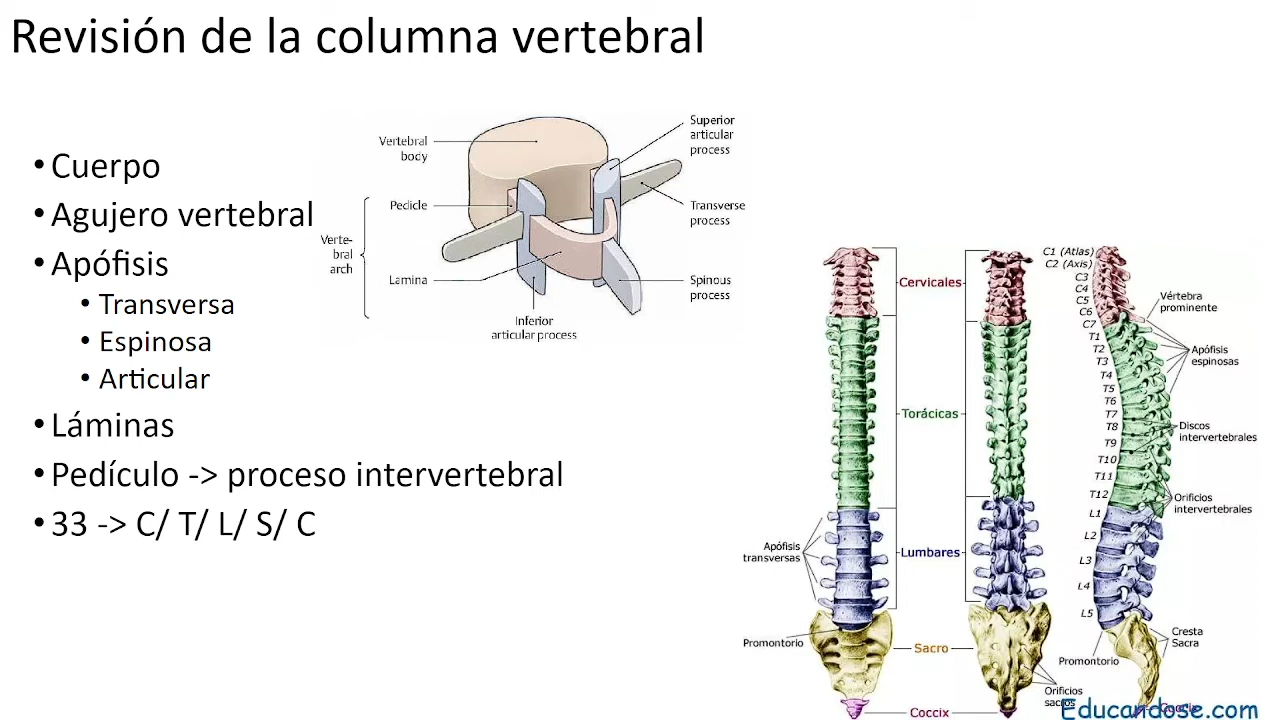 Revisión de la columna vertebral
• Cuerpo
• Agujero vertebral
• Apófisis
• Transversa
• Espinosa
• Articular
• Láminas
• Pedículo -> proceso intervertebral
• 33 -> C/ T/ L/ S/ C
Vertebral
body
Pedicle
Verte-
bral
arch
Lamina
Inferior
articular process
Superior
articular
process
Transverse
process
Spinous
process
Cervicales
Torácicas
Apófisis
transversas
Lumbares
Promontorio
Sacro
Coccix
Orificios
sacros
C1 (Atlas)
C2 (Axis)
C3
C4
C5
C6
C7
T1
T2
T3
T4
T5
T6
T7
T8
T9
T10
T11
T12
L1
L2
L3
L4
L5
Vértebra
prominente
Apófisis
espinosas
Discos
intervertebrales
Orificios
intervertebrales
Cresta
Sacra
Promontorio
Coccix
Educandose.com